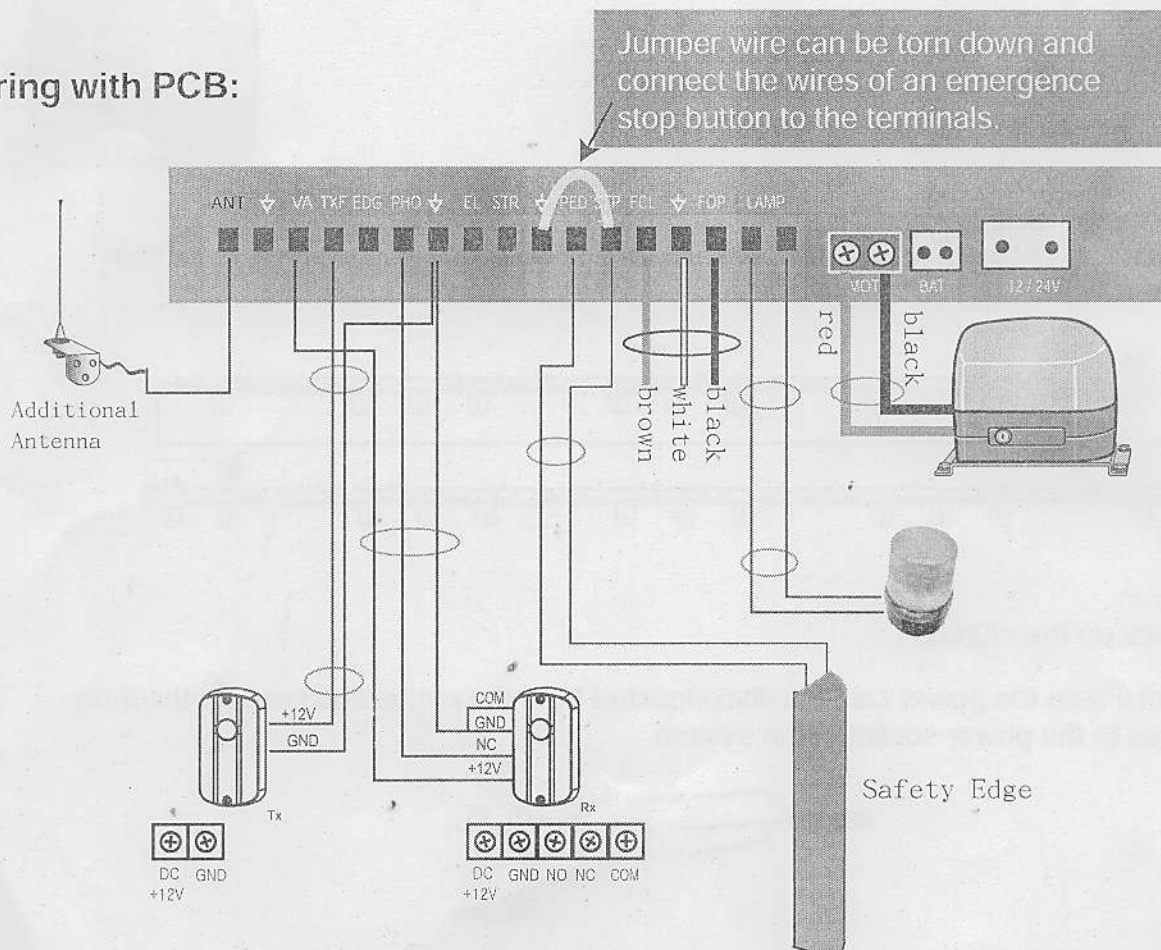 ring with PCB:
Jumper wire can be torn down and
connect the wires of an emergence
stop button to the terminals.
ANT VA TXF EDG PHO EL STR PED STP FCL FOP LAMP
MOT BAT 12 / 24V
red
black
Additional
Antenna
brown
white
black
+12V
GND
COM
GND
NC
+12V
Tx
Rx
Safety Edge
DC GND
+12V
DC GND NO NC COM
+12V